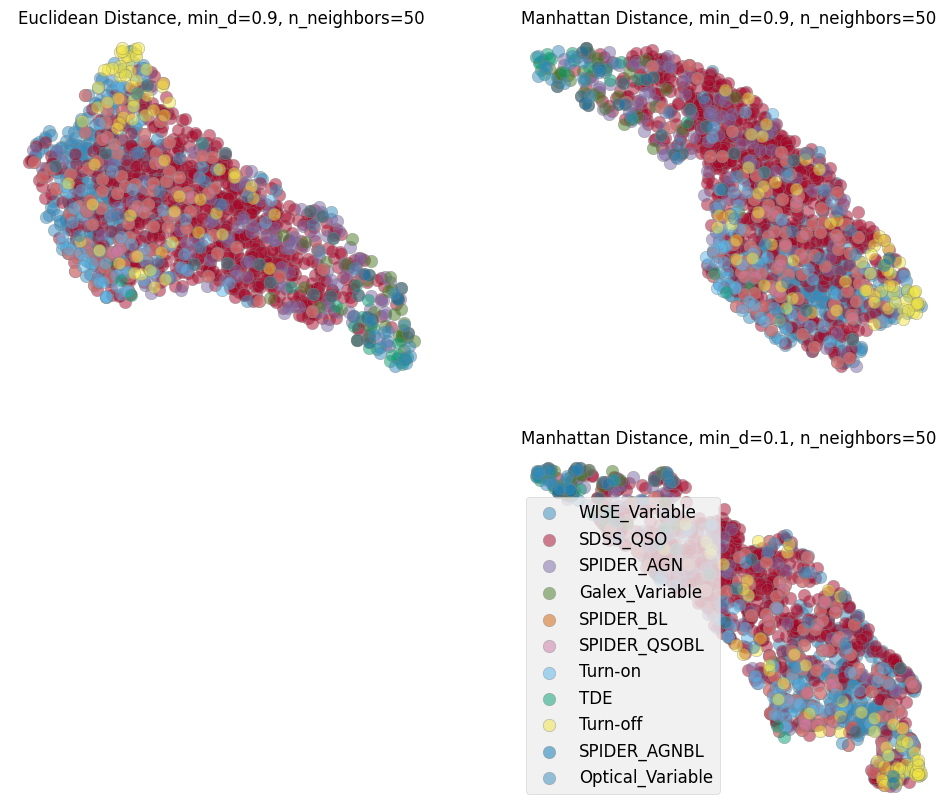 Euclidean Distance, min_d=0.9, n_neighbors=50
Manhattan Distance, min_d=0.9, n_neighbors=50
Manhattan Distance, min_d=0.1, n_neighbors=50
WISE_Variable
SDSS_QSO
SPIDER_AGN
Galex_Variable
SPIDER_BL
SPIDER_QSOBL
Turn-on
TDE
Turn-off
SPIDER_AGNBL
Optical_Variable